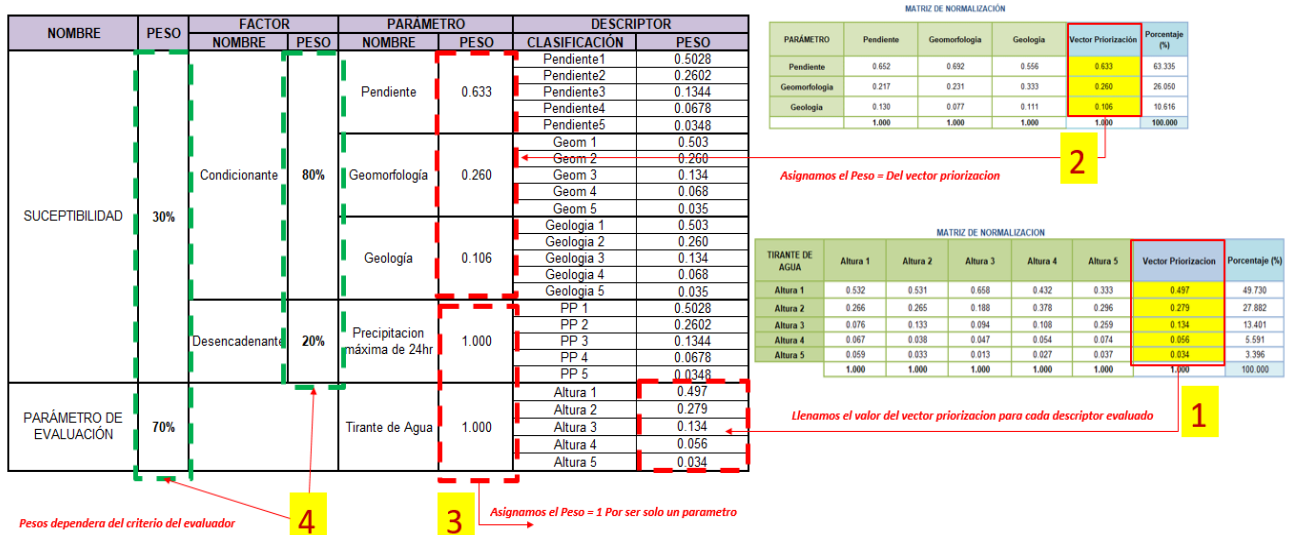 NOMBRE PESO FACTOR PARÁMETRO DESCRIPTOR
NOMBRE PESO NOMBRE PESO CLASIFICACIÓN PESO
SUCEPTIBILIDAD 30%
Condicionante 80%
Pendiente 0.633
Pendiente1 0.5028
Pendiente2 0.2602
Pendiente3 0.1344
Pendiente4 0.0678
Pendiente5 0.0348
Geomorfología 0.260
Geom 1 0.503
Geom 2 0.260
Geom 3 0.134
Geom 4 0.068
Geom 5 0.035
Geología 0.106
Geologia 1 0.503
Geologia 2 0.260
Geologia 3 0.134
Geologia 4 0.068
Geologia 5 0.035
Desencadenante 20%
Precipitacion
máxima de 24hr
1.000
PP 1 0.5028
PP 2 0.2602
PP 3 0.1344
PP 4 0.0678
PP 5 0.0348
PARÁMETRO DE
EVALUACIÓN
70%
Tirante de Agua 1.000
Altura 1 0.497
Altura 2 0.279
Altura 3 0.134
Altura 4 0.056
Altura 5 0.034
Pesos dependera del criterio del evaluador
4
3
Asignamos el Peso = 1 Por ser solo un parametro
MATRIZ DE NORMALIZACIÓN
PARÁMETRO Pendiente Geomorfologia Geologia Vector Priorización Porcentaje
(%)
Pendiente 0.652 0.692 0.556 0.633 63.335
Geomorfologia 0.217 0.231 0.333 0.260 26.050
Geologia 0.130 0.077 0.111 0.106 10.616
1.000 1.000 1.000 1.000 100.000
2
Asignamos el Peso = Del vector priorizacion
MATRIZ DE NORMALIZACION
TIRANTE DE
AGUA
Altura 1 Altura 2 Altura 3 Altura 4 Altura 5 Vector Priorizacion Porcentaje (%)
Altura 1 0.532 0.531 0.658 0.432 0.333 0.497 49.730
Altura 2 0.266 0.265 0.188 0.378 0.296 0.279 27.882
Altura 3 0.076 0.133 0.094 0.108 0.259 0.134 13.401
Altura 4 0.067 0.038 0.047 0.054 0.074 0.056 5.591
Altura 5 0.059 0.033 0.013 0.027 0.037 0.034 3.396
1.000 1.000 1.000 1.000 1.000 1.000 100.000
Llenamos el valor del vector priorizacion para cada descriptor evaluado
1